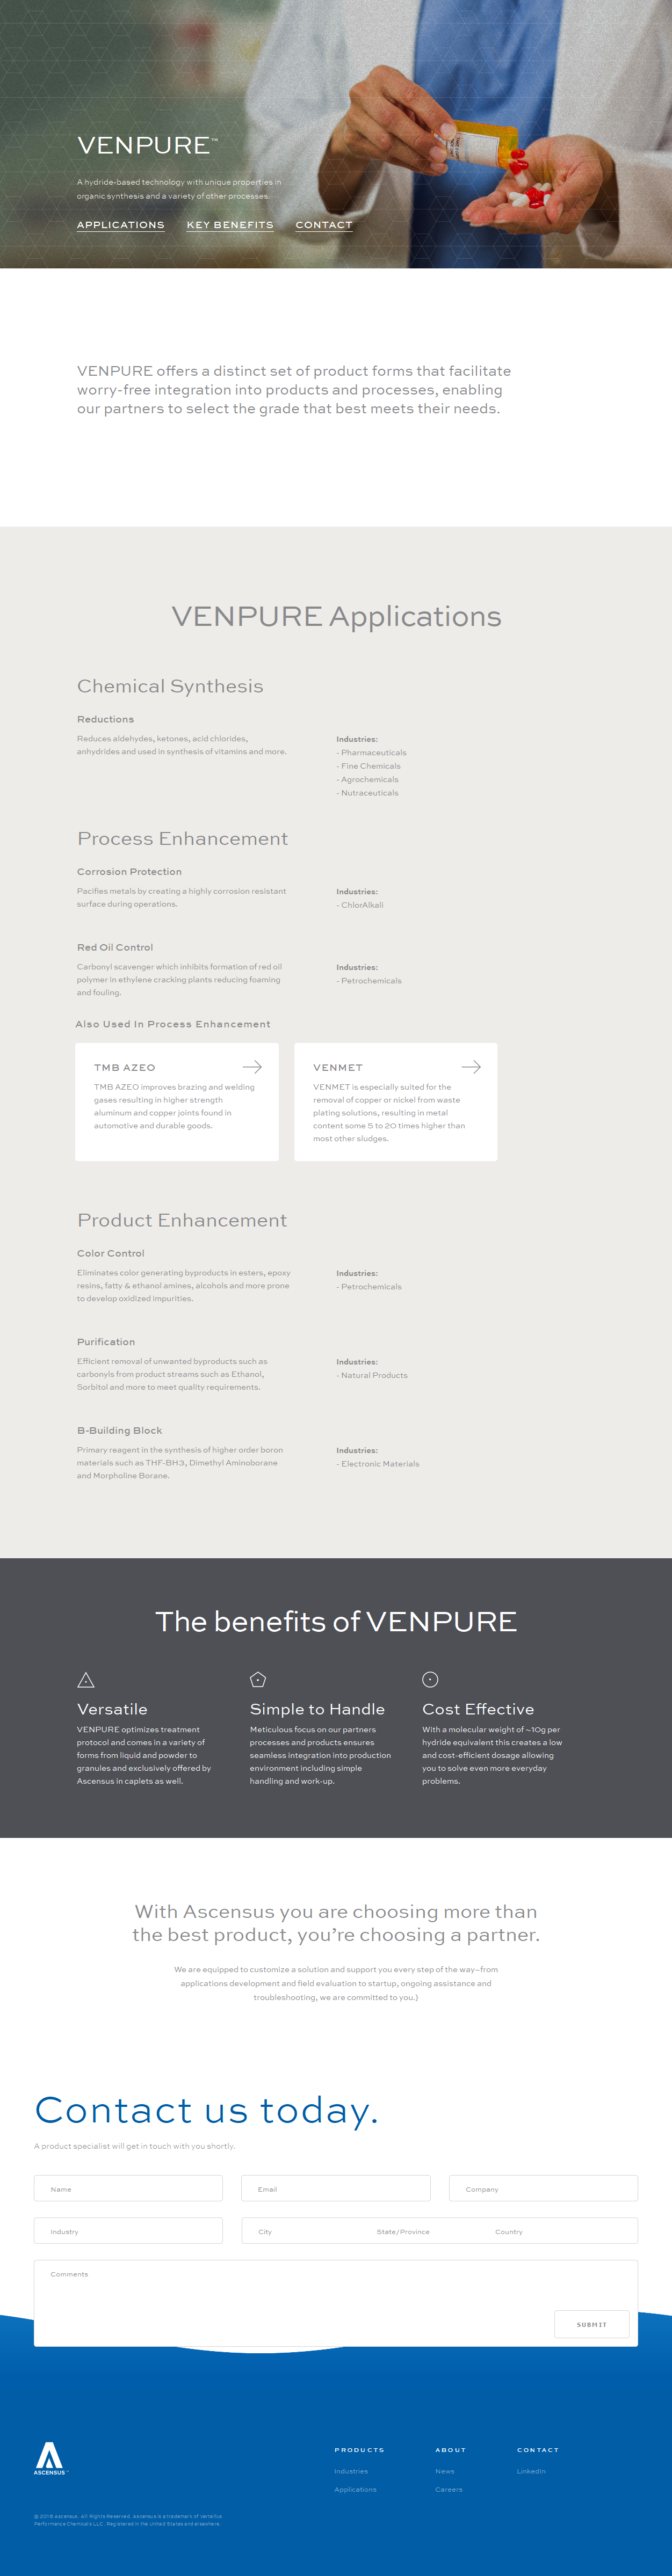 VENPURE™
A hydride-based technology with unique properties in
organic synthesis and a variety of other processes.
APPLICATIONS KEY BENEFITS CONTACT
VENPURE offers a distinct set of product forms that facilitate
worry-free integration into products and processes, enabling
our partners to select the grade that best meets their needs.
VENPURE Applications
Chemical Synthesis
Reductions
Reduces aldehydes, ketones, acid chlorides,
anhydrides and used in synthesis of vitamins and more.
Industries:
- Pharmaceuticals
- Fine Chemicals
- Agrochemicals
- Nutraceuticals
Process Enhancement
Corrosion Protection
Pacifies metals by creating a highly corrosion resistant
surface during operations.
Industries:
- ChlorAlkali
Red Oil Control
Carbonyl scavenger which inhibits formation of red oil
polymer in ethylene cracking plants reducing foaming
and fouling.
Industries:
- Petrochemicals
Also Used In Process Enhancement
TMB AZEO
TMB AZEO improves brazing and welding
gases resulting in higher strength
aluminum and copper joints found in
automotive and durable goods.
VENMET
VENMET is especially suited for the
removal of copper or nickel from waste
plating solutions, resulting in metal
content some 5 to 20 times higher than
most other sludges.
Product Enhancement
Color Control
Eliminates color generating byproducts in esters, epoxy
resins, fatty & ethanol amines, alcohols and more prone
to develop oxidized impurities.
Industries:
- Petrochemicals
Purification
Efficient removal of unwanted byproducts such as
carbonyls from product streams such as Ethanol,
Sorbitol and more to meet quality requirements.
Industries:
- Natural Products
B-Building Block
Primary reagent in the synthesis of higher order boron
materials such as THF-BH3, Dimethyl Aminoborane
and Morpholine Borane.
Industries:
- Electronic Materials
The benefits of VENPURE
Versatile
VENPURE optimizes treatment
protocol and comes in a variety of
forms from liquid and powder to
granules and exclusively offered by
Ascensus in caplets as well.
Simple to Handle
Meticulous focus on our partners
processes and products ensures
seamless integration into production
environment including simple
handling and work-up.
Cost Effective
With a molecular weight of ~10g per
hydride equivalent this creates a low
and cost-efficient dosage allowing
you to solve even more everyday
problems.
With Ascensus you are choosing more than
the best product, you're choosing a partner.
We are equipped to customize a solution and support you every step of the way—from
applications development and field evaluation to startup, ongoing assistance and
troubleshooting, we are committed to you.)
Contact us today.
A product specialist will get in touch with you shortly.
Name Email Company
Industry City State/Province Country
Comments
SUBMIT
ASCENSUS™
PRODUCTS
Industries
Applications
ABOUT
News
Careers
CONTACT
LinkedIn
© 2018 Ascensus. All Rights Reserved. Ascensus is a trademark of Vertellus
Performance Chemicals LLC. Registered in the United States and elsewhere.